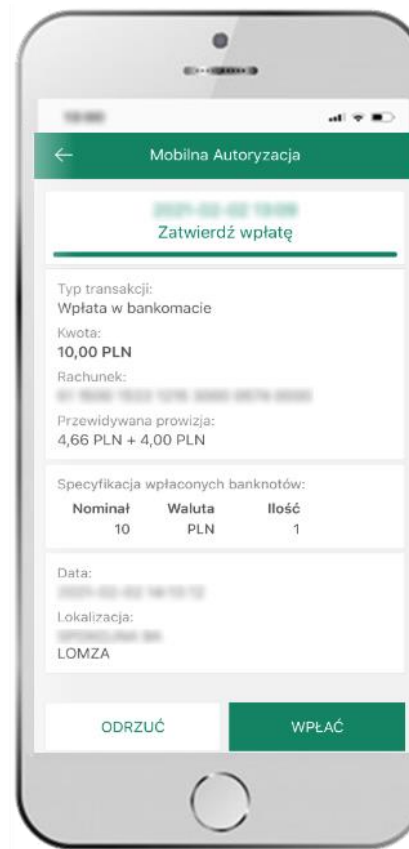 Mobilna Autoryzacja
Zatwierdź wpłatę
Typ transakcji:
Wpłata w bankomacie
Kwota:
10,00 PLN
Rachunek:
Przewidywana prowizja:
4,66 PLN + 4,00 PLN
Specyfikacja wpłaconych banknotów:
Nominał Waluta Ilość
10 PLN 1
Data:
Lokalizacja:
LOMZA
ODRZUĆ WPŁAĆ